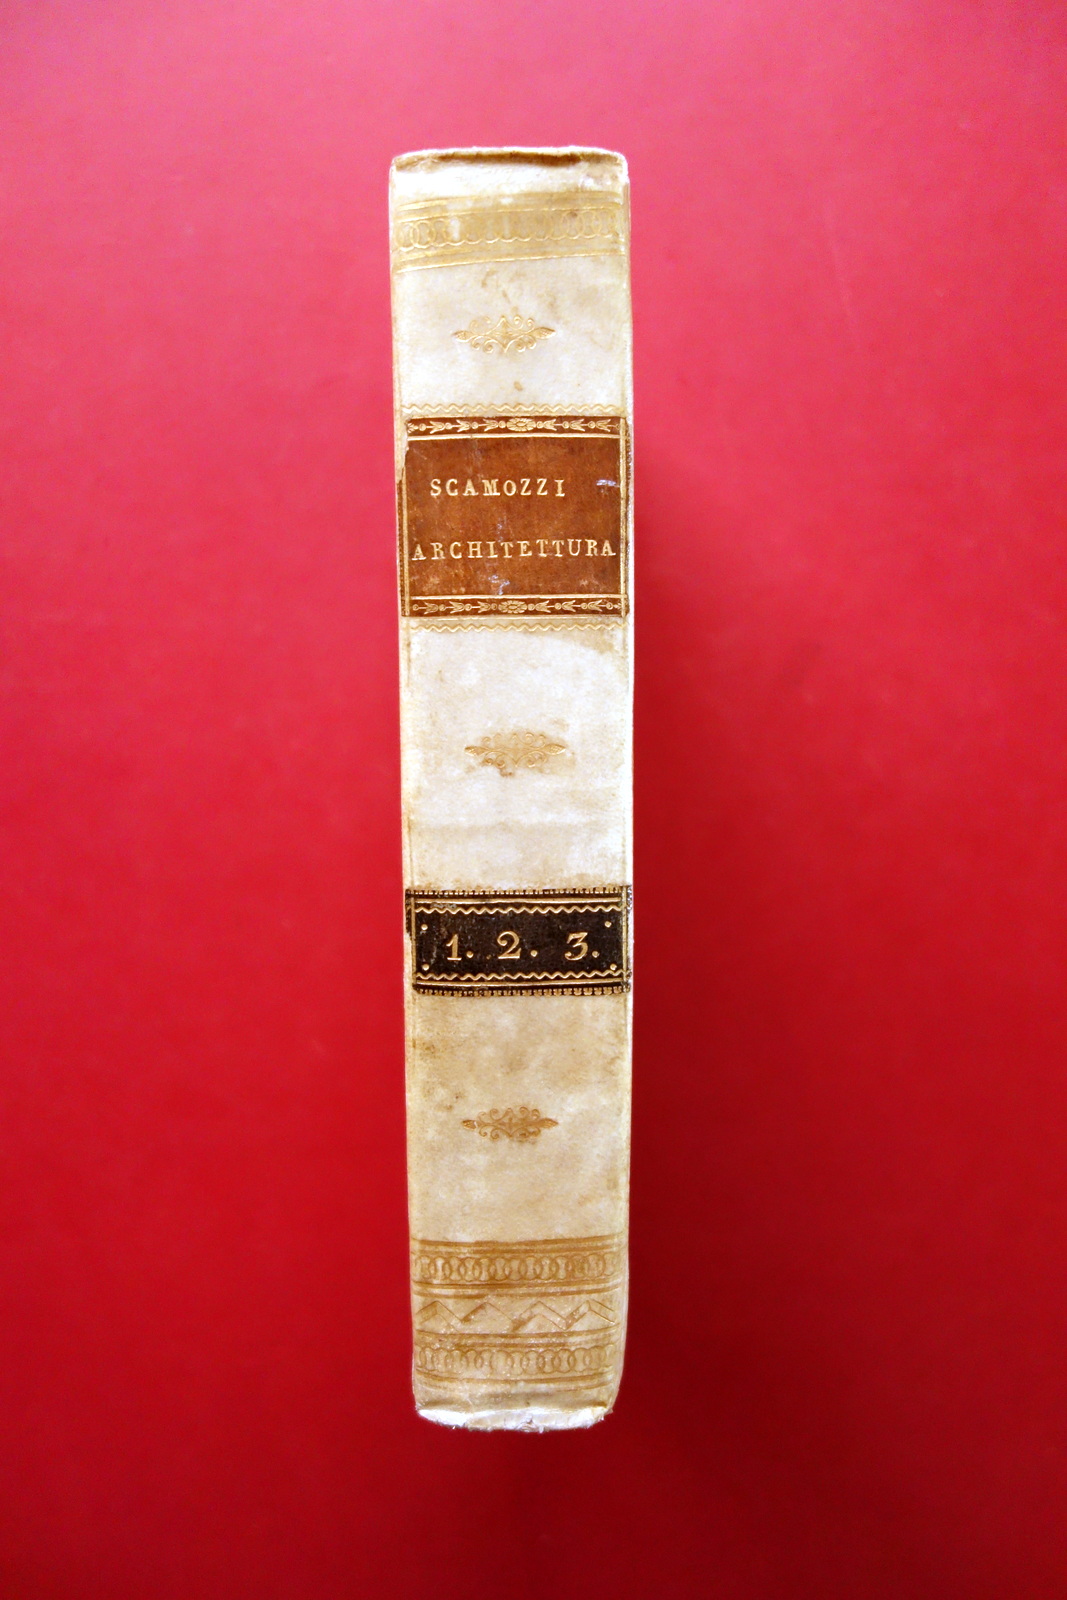 SCAMOZZI
ARCHITETTURA
1. 2. 3.